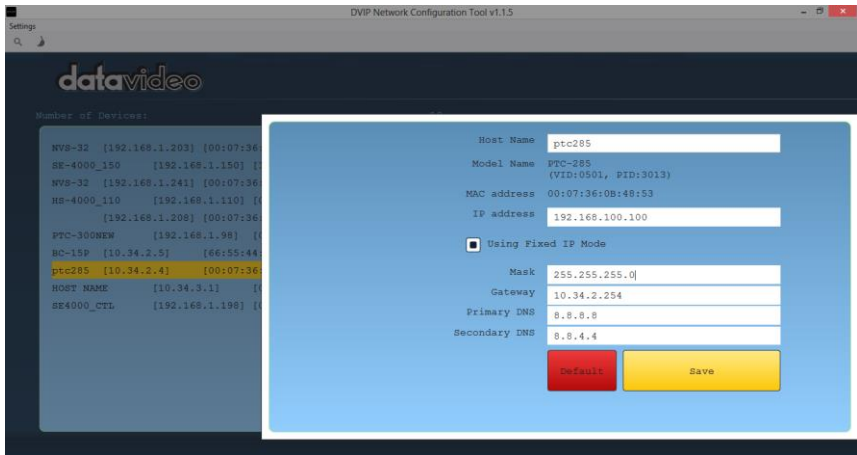 DVIP Network Configuration Tool v1.1.5
Settings
datavideo
Number of Devices:
NVS-32 [192.168.1.203] [00:07:36:
SE-4000_150 [192.168.1.150]
NVS-32 [192.168.1.241] [00:07:36:
HS-4000_110 [192.168.1.110]
[192.168.1.208] [00:07:36:
PTC-300NEW [192.168.1.98]
BC-15P [10.34.2.5] [66:55:44:
ptc285 [10.34.2.4] [00:07:36:
HOST NAME [10.34.3.1]
SE4000_CTL [192.168.1.198]
Host Name ptc285
Model Name PTC-285
(VID:0501, PID:3013)
MAC address 00:07:36:0B:48:53
IP address 192.168.100.100
Using Fixed IP Mode
Mask 255.255.255.0
Gateway 10.34.2.254
Primary DNS 8.8.8.8
Secondary DNS 8.8.4.4
Default Save